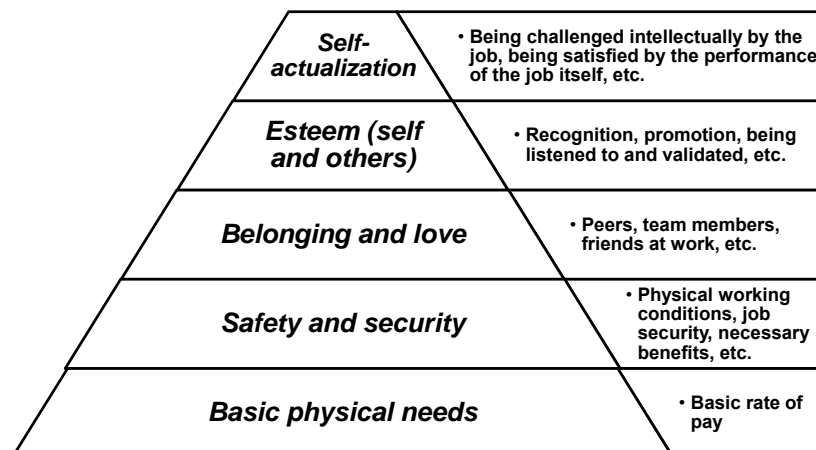 Self-
actualization
• Being challenged intellectually by the
job, being satisfied by the performance
of the job itself, etc.
Esteem (self
and others)
• Recognition, promotion, being
listened to and validated, etc.
Belonging and love
• Peers, team members,
friends at work, etc.
Safety and security
• Physical working
conditions, job
security, necessary
benefits, etc.
Basic physical needs
• Basic rate of
pay